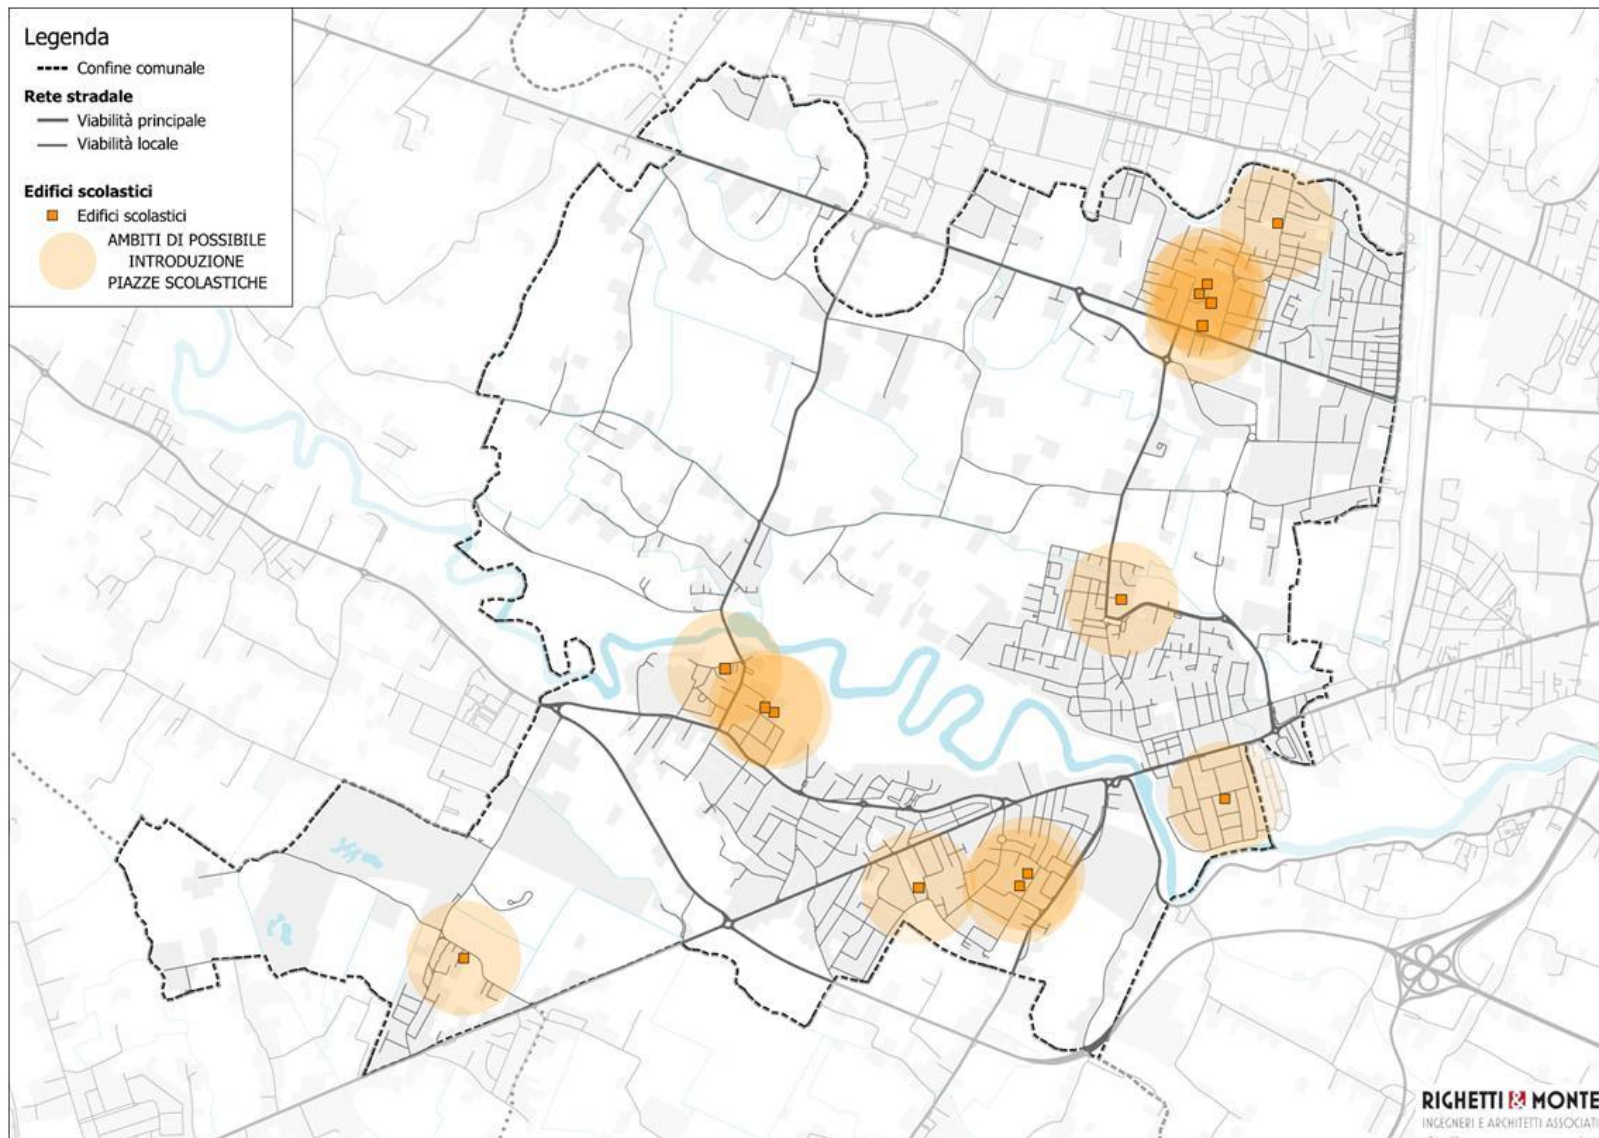 Legenda
Confine comunale
Rete stradale
Viabilità principale
Viabilità locale
Edifici scolastici
Edifici scolastici
AMBITI DI POSSIBILE
INTRODUZIONE
PIAZZE SCOLASTICHE
RIGHETTI & MONTE
INGEGNERI E ARCHITETTI ASSOCIATI